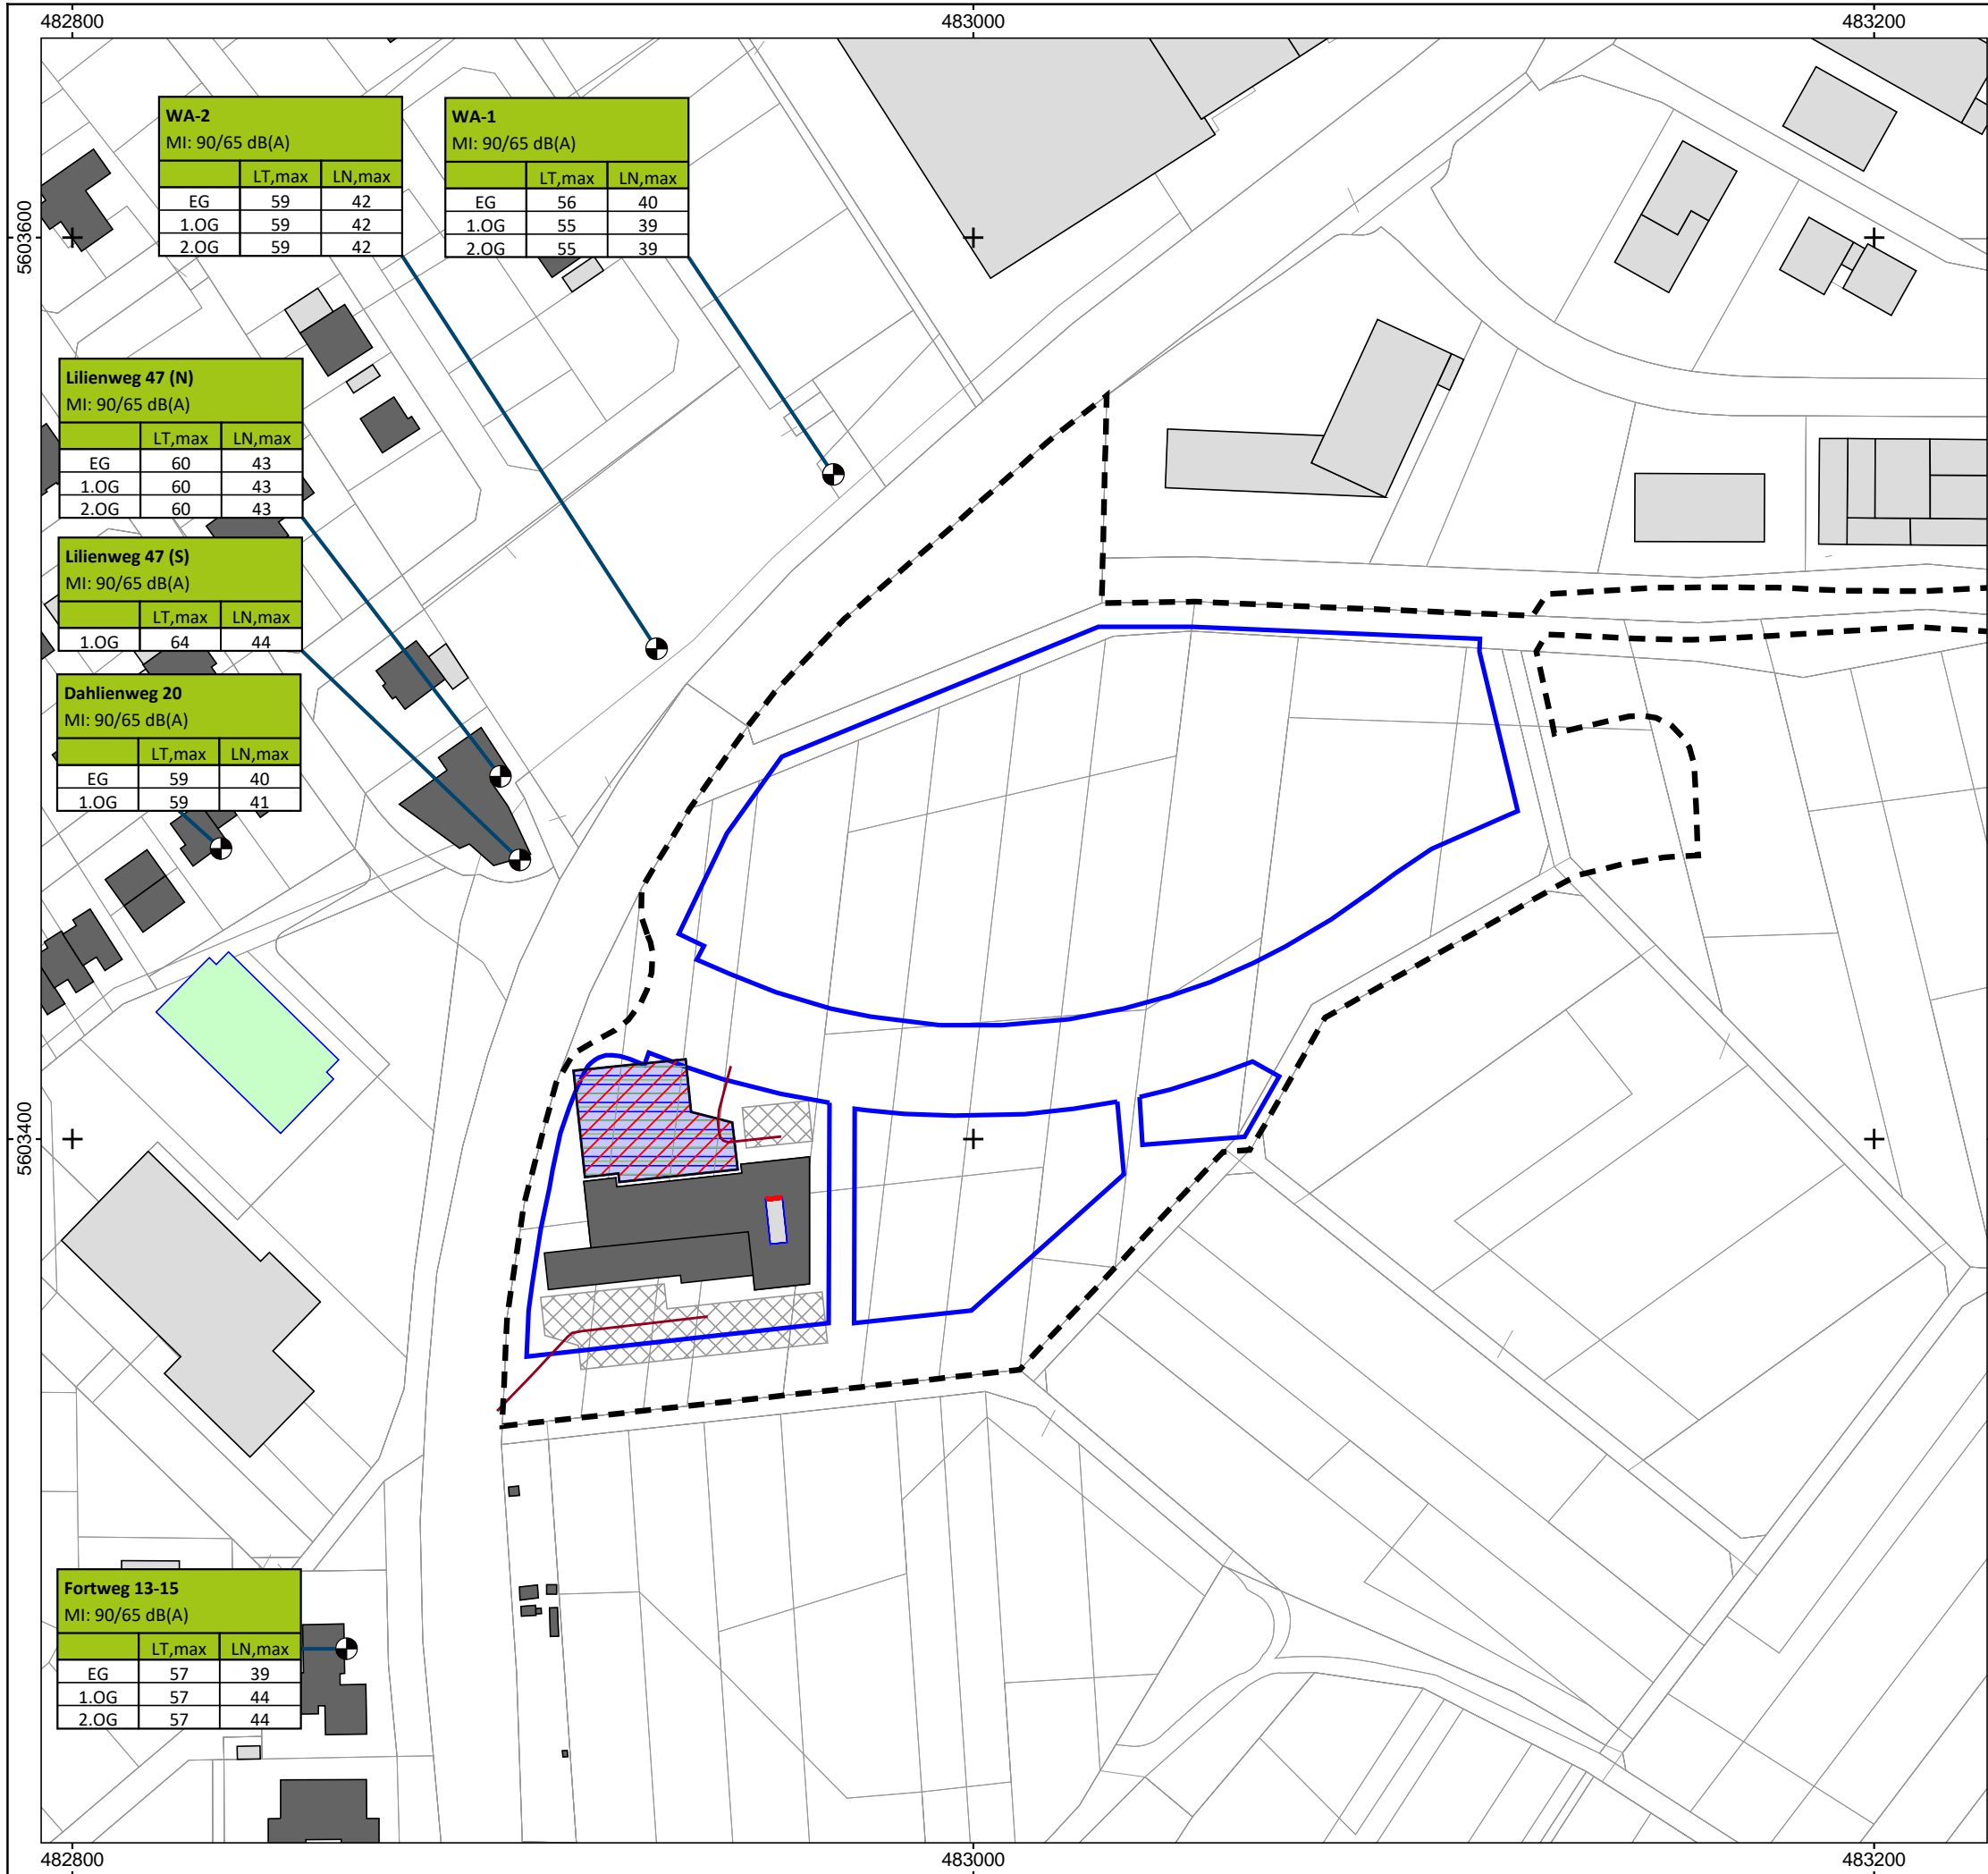 482800 483000 483200
WA-2
MI: 90/65 dB(A)
LT,max LN,max
EG 59 42
1.OG 59 42
2.OG 59 42
WA-1
MI: 90/65 dB(A)
LT,max LN,max
EG 56 40
1.OG 55 39
2.OG 55 39
5603600
Lilienweg 47 (N)
MI: 90/65 dB(A)
LT,max LN,max
EG 60 43
1.OG 60 43
2.OG 60 43
Lilienweg 47 (S)
MI: 90/65 dB(A)
LT,max LN,max
1.OG 64 44
Dahlienweg 20
MI: 90/65 dB(A)
LT,max LN,max
EG 59 40
1.OG 59 41
5603400
Fortweg 13-15
MI: 90/65 dB(A)
LT,max LN,max
EG 57 39
1.OG 57 44
2.OG 57 44
482800 483000 483200